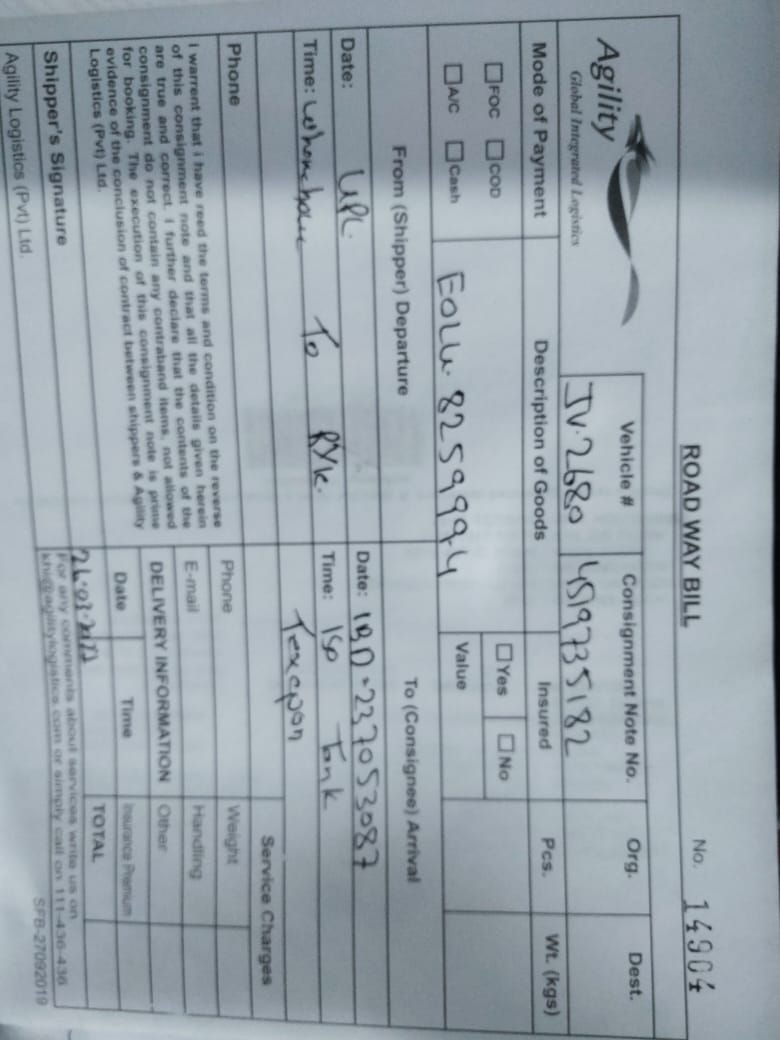 ROAD WAY BILL
No. 14904
Agility
Global Integrated Logistics
Vehicle #
JV-2680
Consignment Note No.
4519735182
Org.
Dest.
Mode of Payment
FOC COD
A/C Cash
Description of Goods
EOLU-8259999-4
Insured
Yes No
Value
Pcs.
Wt. (kgs)
From (Shipper) Departure
Date: UPL
Time: To RYK.
To (Consignee) Arrival
Date: IBD-237053087
Time: ISO Tank
Texapon
Phone
I warrent that i have reed the terms and condition on the reverse
of this consignment note and that all the details given herein
are true and correct. I further declare that the contents of the
consignment do not contain any contraband items, not allowed
for booking. The execution of this consignment note is prime
evidence of the conclusion of contract between shippers & Agility
Logistics (Pvt) Ltd.
Shipper's Signature
Agility Logistics (Pvt) Ltd.
Phone
E-mail
DELIVERY INFORMATION
Date Time
26-03-2022
Service Charges
Weight
Handling
Other
Insurance Premium
TOTAL
For any comments about services write us on
khi@agilitylogistics.com or simply call on 111-436-436
SFB-27092019